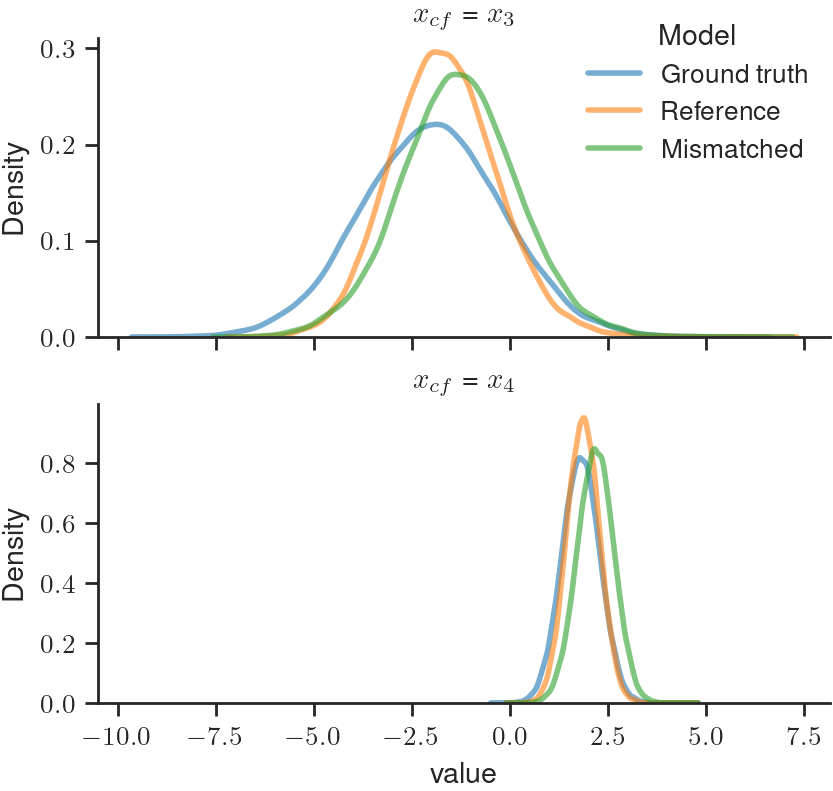 x_cf = x_3
Model
Ground truth
Reference
Mismatched
Density
0.3
0.2
0.1
0.0
x_cf = x_4
Density
0.8
0.6
0.4
0.2
0.0
−10.0 −7.5 −5.0 −2.5 0.0 2.5 5.0 7.5
value